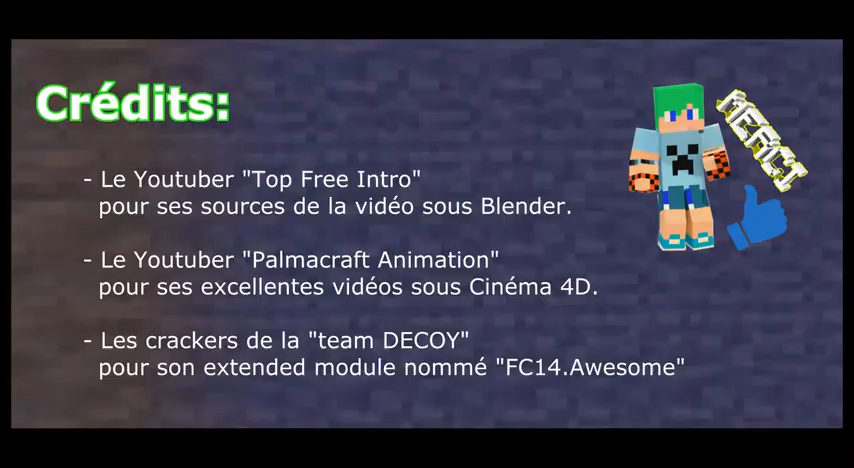 Crédits:
MERCI
- Le Youtuber "Top Free Intro"
pour ses sources de la vidéo sous Blender.
- Le Youtuber "Palmacraft Animation"
pour ses excellentes vidéos sous Cinéma 4D.
- Les crackers de la "team DECOY"
pour son extended module nommé "FC14.Awesome"